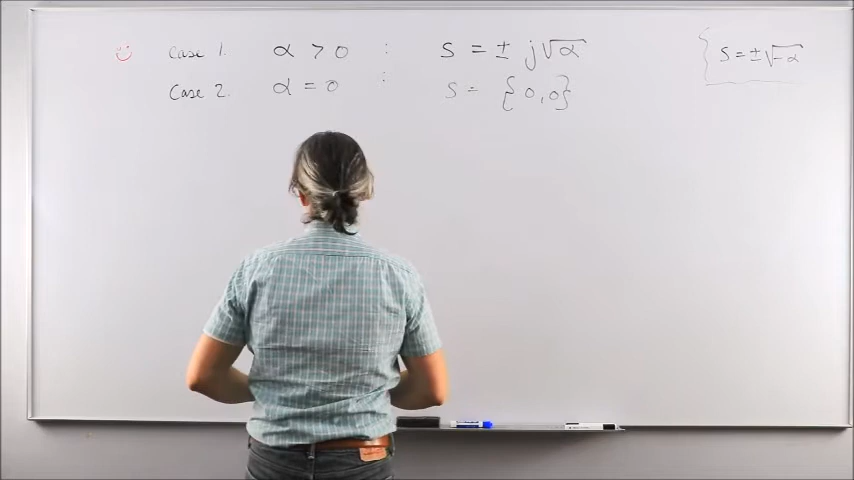 Case 1. α > 0 : s = ± j√α { s = ±√-α
Case 2. α = 0 : s = {0,0}